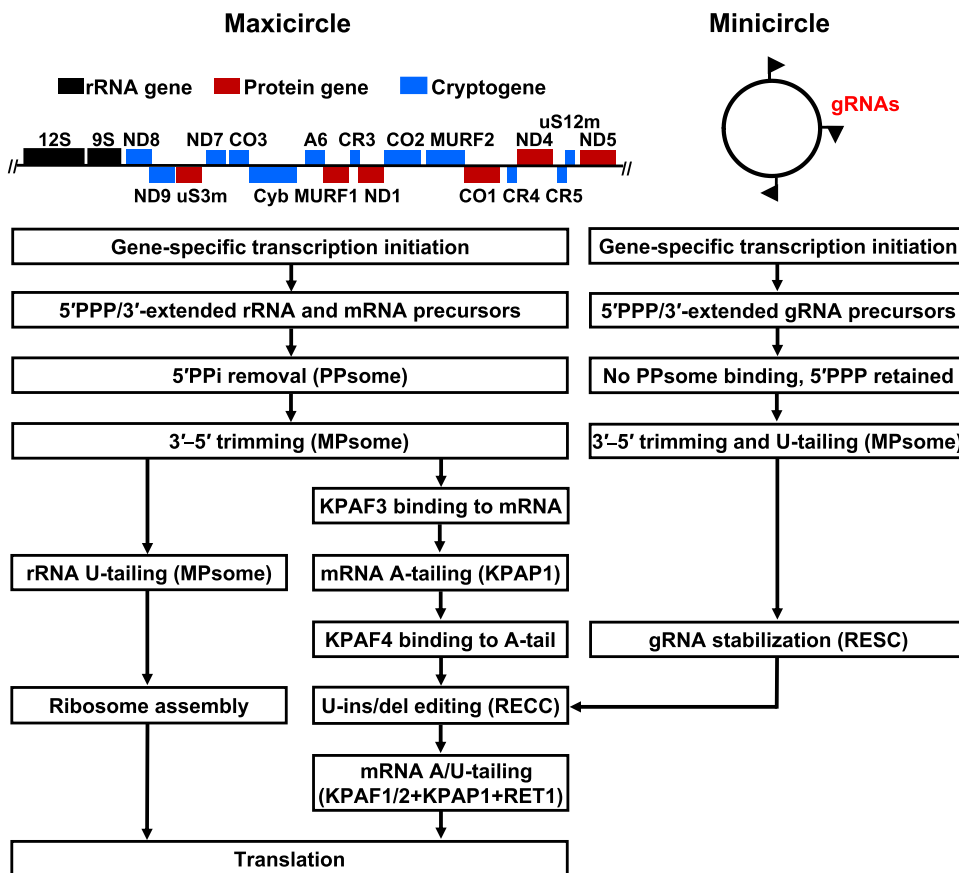 Maxicircle
Minicircle
rRNA gene
Protein gene
Cryptogene
gRNAs
uS12m
12S 9S ND8 ND7 CO3 A6 CR3 CO2 MURF2 ND4 ND5
// //
ND9 uS3m Cyb MURF1 ND1 CO1 CR4 CR5
Gene-specific transcription initiation
Gene-specific transcription initiation
5′PPP/3′-extended rRNA and mRNA precursors
5′PPP/3′-extended gRNA precursors
5′PPi removal (PPsome)
No PPsome binding, 5′PPP retained
3′–5′ trimming (MPsome)
3′–5′ trimming and U-tailing (MPsome)
KPAF3 binding to mRNA
rRNA U-tailing (MPsome)
mRNA A-tailing (KPAP1)
KPAF4 binding to A-tail
gRNA stabilization (RESC)
Ribosome assembly
U-ins/del editing (RECC)
mRNA A/U-tailing
(KPAF1/2+KPAP1+RET1)
Translation